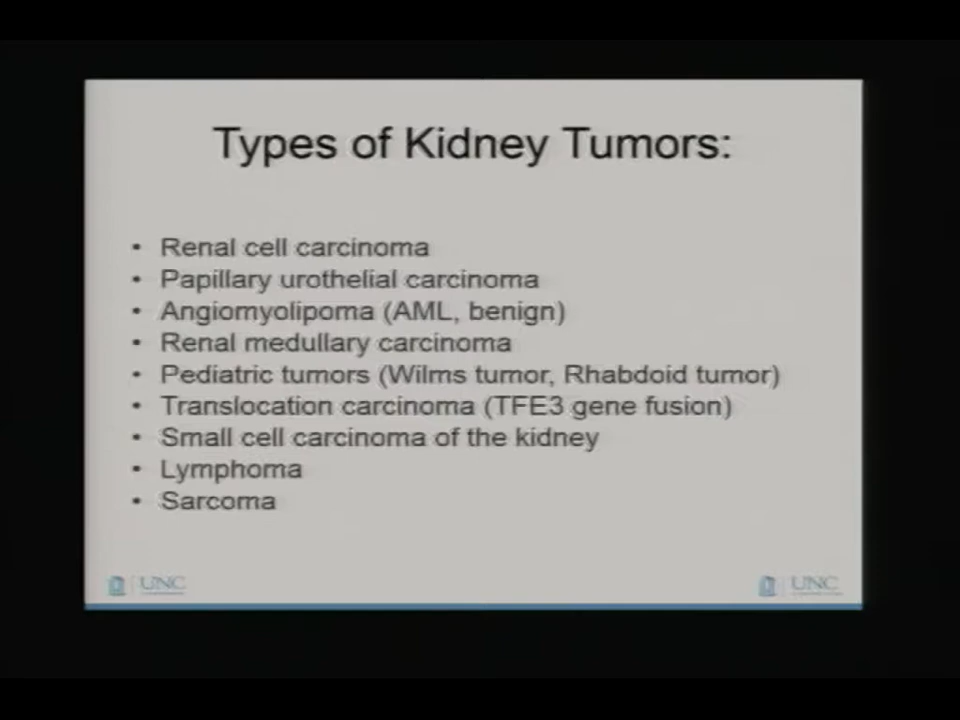 Types of Kidney Tumors:
• Renal cell carcinoma
• Papillary urothelial carcinoma
• Angiomyolipoma (AML, benign)
• Renal medullary carcinoma
• Pediatric tumors (Wilms tumor, Rhabdoid tumor)
• Translocation carcinoma (TFE3 gene fusion)
• Small cell carcinoma of the kidney
• Lymphoma
• Sarcoma
UNC
UNC